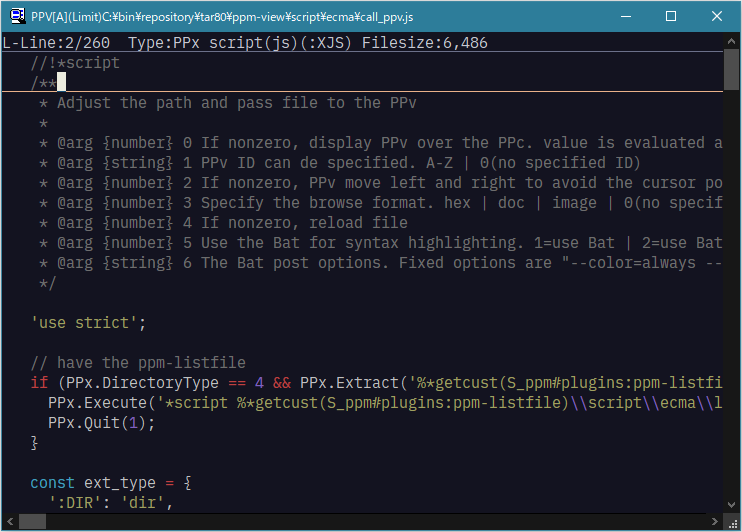 PPV[A](Limit)C:¥bin¥repository¥tar80¥ppm-view¥script¥ecma¥call_ppv.js
L-Line:2/260  Type:PPx script(js)(:XJS) Filesize:6,486
//!*script
/**
 * Adjust the path and pass file to the PPv
 *
 * @arg {number} 0 If nonzero, display PPv over the PPc. value is evaluated a
 * @arg {string} 1 PPv ID can de specified. A-Z | 0(no specified ID)
 * @arg {number} 2 If nonzero, PPv move left and right to avoid the cursor po
 * @arg {number} 3 Specify the browse format. hex | doc | image | 0(no specif
 * @arg {number} 4 If nonzero, reload file
 * @arg {number} 5 Use the Bat for syntax highlighting. 1=use Bat | 2=use Bat
 * @arg {string} 6 The Bat post options. Fixed options are "--color=always --
 */
'use strict';
// have the ppm-listfile
if (PPx.DirectoryType == 4 && PPx.Extract('%*getcust(S_ppm#plugins:ppm-listfi
  PPx.Execute('*script %*getcust(S_ppm#plugins:ppm-listfile)\\script\\ecma\\l
  PPx.Quit(1);
}
const ext_type = {
  ':DIR': 'dir',